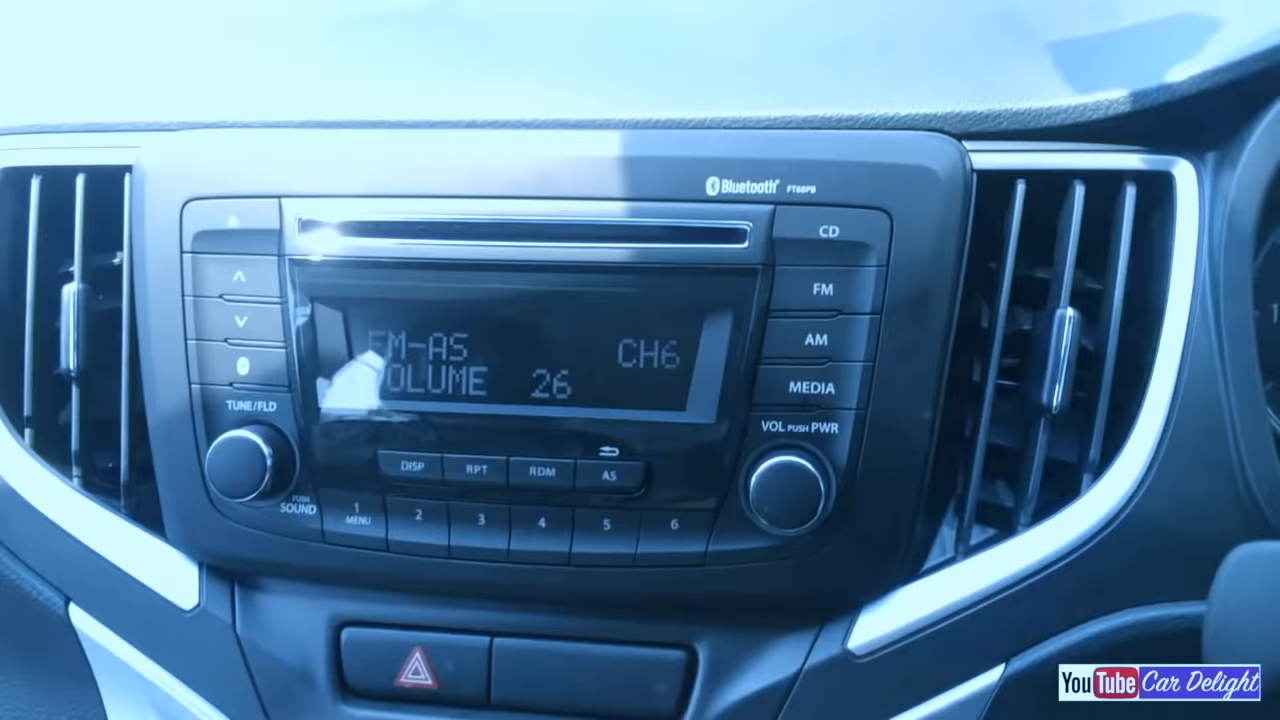 Bluetooth® FT68PB
CD
FM
AM
MEDIA
FM-AS CH6
VOLUME 26
TUNE/FLD
VOL PUSH PWR
DISP RPT RDM AS
PUSH
SOUND
1 2 3 4 5 6
MENU
YouTube Car Delight